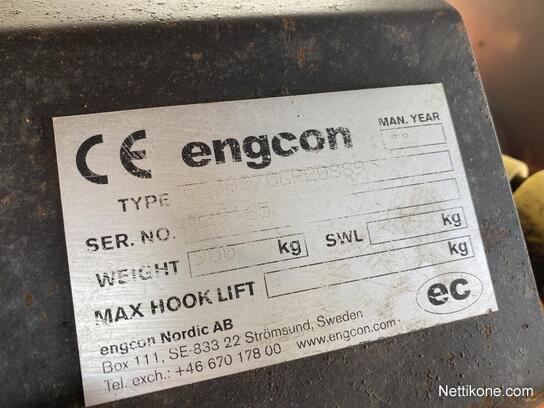 CE engcon MAN. YEAR
TYPE
SER. NO.
WEIGHT kg SWL kg
MAX HOOK LIFT kg
engcon Nordic AB
Box 111, SE-833 22 Strömsund, Sweden
Tel. exch.: +46 670 178 00 www.engcon.com
ec
Nettikone.com